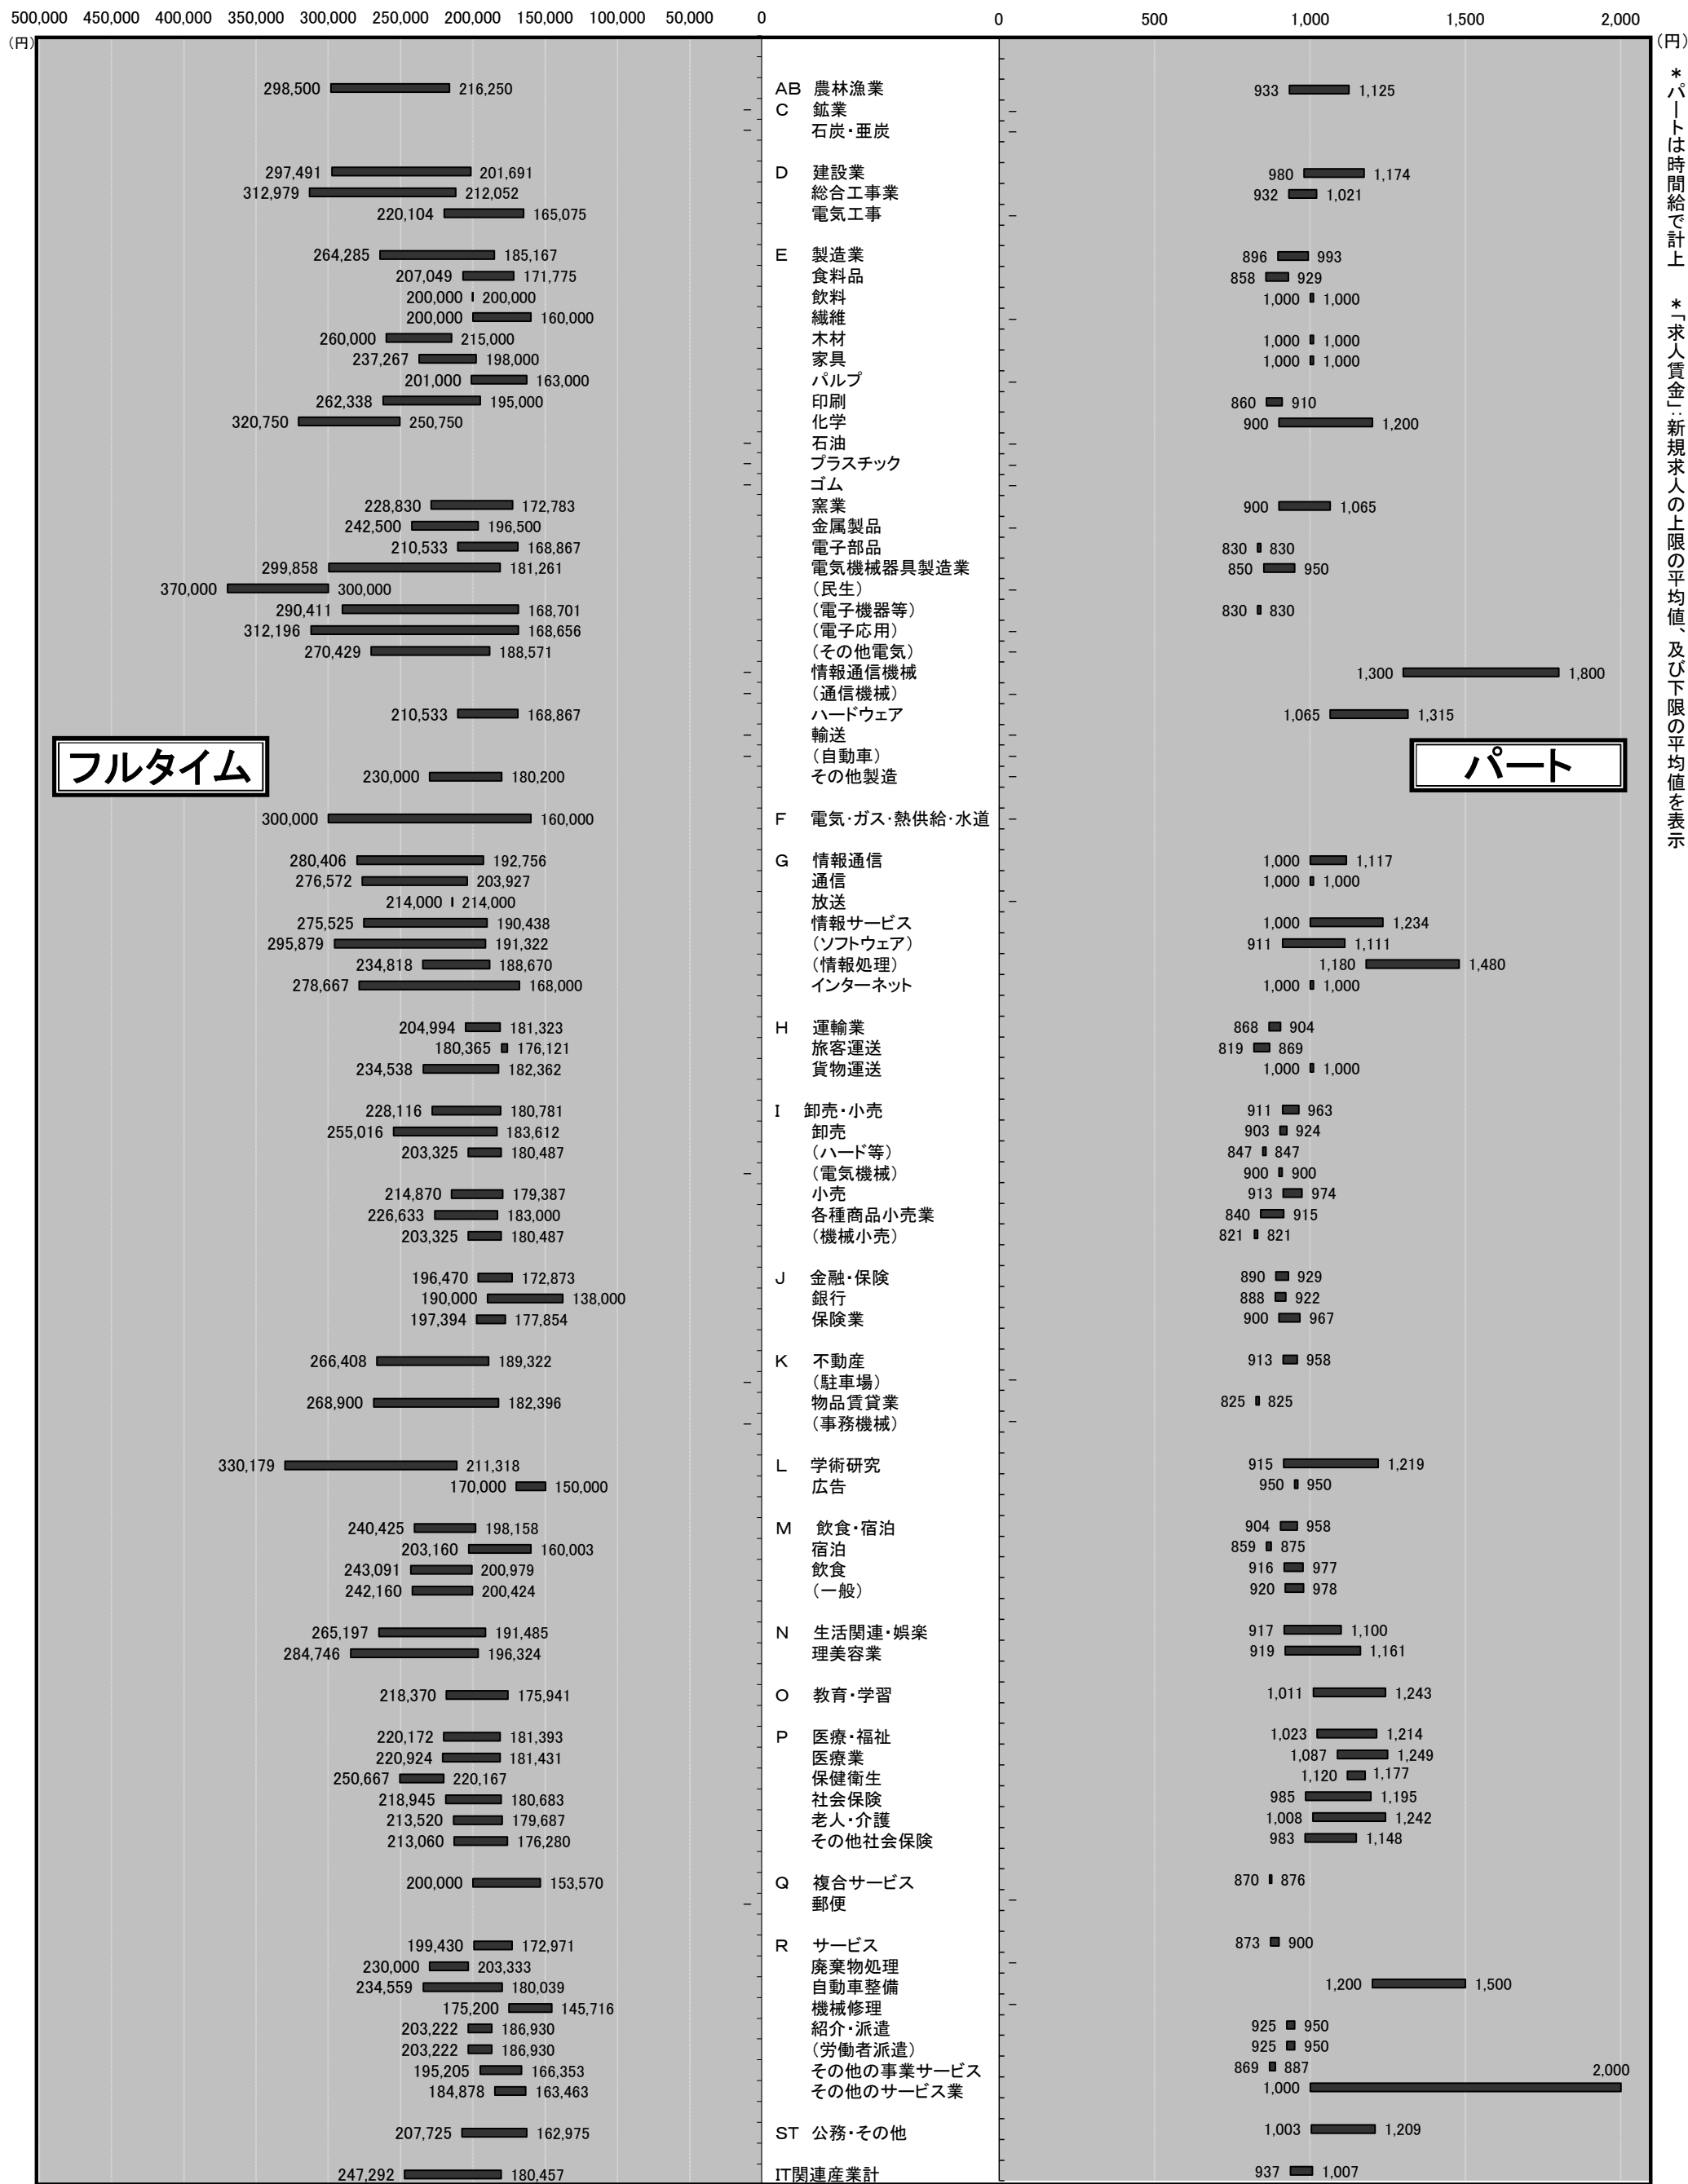 500,000 450,000 400,000 350,000 300,000 250,000 200,000 150,000 100,000 50,000 0 0 500 1,000 1,500 2,000
(円) (円)
298,500 216,250 AB 農林漁業 933 1,125
- C 鉱業 -
- 石炭・亜炭 -
297,491 201,691 D 建設業 980 1,174
312,979 212,052 総合工事業 932 1,021
220,104 165,075 電気工事 -
264,285 185,167 E 製造業 896 993
207,049 171,775 食料品 858 929
200,000 200,000 飲料 1,000 1,000
200,000 160,000 繊維 -
260,000 215,000 木材 1,000 1,000
237,267 198,000 家具 1,000 1,000
201,000 163,000 パルプ -
262,338 195,000 印刷 860 910
320,750 250,750 化学 900 1,200
- 石油 -
- プラスチック -
- ゴム -
228,830 172,783 窯業 900 1,065
242,500 196,500 金属製品 -
210,533 168,867 電子部品 830 830
299,858 181,261 電気機械器具製造業 850 950
370,000 300,000 (民生) -
290,411 168,701 (電子機器等) 830 830
312,196 168,656 (電子応用) -
270,429 188,571 (その他電気) -
- 情報通信機械 1,300 1,800
- (通信機械) -
210,533 168,867 ハードウェア 1,065 1,315
- 輸送 -
- (自動車) -
フルタイム パート
230,000 180,200 その他製造 -
300,000 160,000 F 電気・ガス・熱供給・水道 -
280,406 192,756 G 情報通信 1,000 1,117
276,572 203,927 通信 1,000 1,000
214,000 214,000 放送 -
275,525 190,438 情報サービス 1,000 1,234
295,879 191,322 (ソフトウェア) 911 1,111
234,818 188,670 (情報処理) 1,180 1,480
278,667 168,000 インターネット 1,000 1,000
204,994 181,323 H 運輸業 868 904
180,365 176,121 旅客運送 819 869
234,538 182,362 貨物運送 1,000 1,000
228,116 180,781 I 卸売・小売 911 963
255,016 183,612 卸売 903 924
203,325 180,487 (ハード等) 847 847
- (電気機械) 900 900
214,870 179,387 小売 913 974
226,633 183,000 各種商品小売業 840 915
203,325 180,487 (機械小売) 821 821
196,470 172,873 J 金融・保険 890 929
190,000 138,000 銀行 888 922
197,394 177,854 保険業 900 967
266,408 189,322 K 不動産 913 958
- (駐車場) -
268,900 182,396 物品賃貸業 825 825
- (事務機械) -
330,179 211,318 L 学術研究 915 1,219
170,000 150,000 広告 950 950
240,425 198,158 M 飲食・宿泊 904 958
203,160 160,003 宿泊 859 875
243,091 200,979 飲食 916 977
242,160 200,424 (一般) 920 978
265,197 191,485 N 生活関連・娯楽 917 1,100
284,746 196,324 理美容業 919 1,161
218,370 175,941 O 教育・学習 1,011 1,243
220,172 181,393 P 医療・福祉 1,023 1,214
220,924 181,431 医療業 1,087 1,249
250,667 220,167 保健衛生 1,120 1,177
218,945 180,683 社会保険 985 1,195
213,520 179,687 老人・介護 1,008 1,242
213,060 176,280 その他社会保険 983 1,148
200,000 153,570 Q 複合サービス 870 876
- 郵便 -
199,430 172,971 R サービス 873 900
230,000 203,333 廃棄物処理 -
234,559 180,039 自動車整備 1,200 1,500
175,200 145,716 機械修理 -
203,222 186,930 紹介・派遣 925 950
203,222 186,930 (労働者派遣) 925 950
195,205 166,353 その他の事業サービス 869 887
184,878 163,463 その他のサービス業 1,000 2,000
207,725 162,975 ST 公務・その他 1,003 1,209
247,292 180,457 IT関連産業計 937 1,007
＊パートは時間給で計上 ＊「求人賃金」:新規求人の上限の平均値、及び下限の平均値を表示